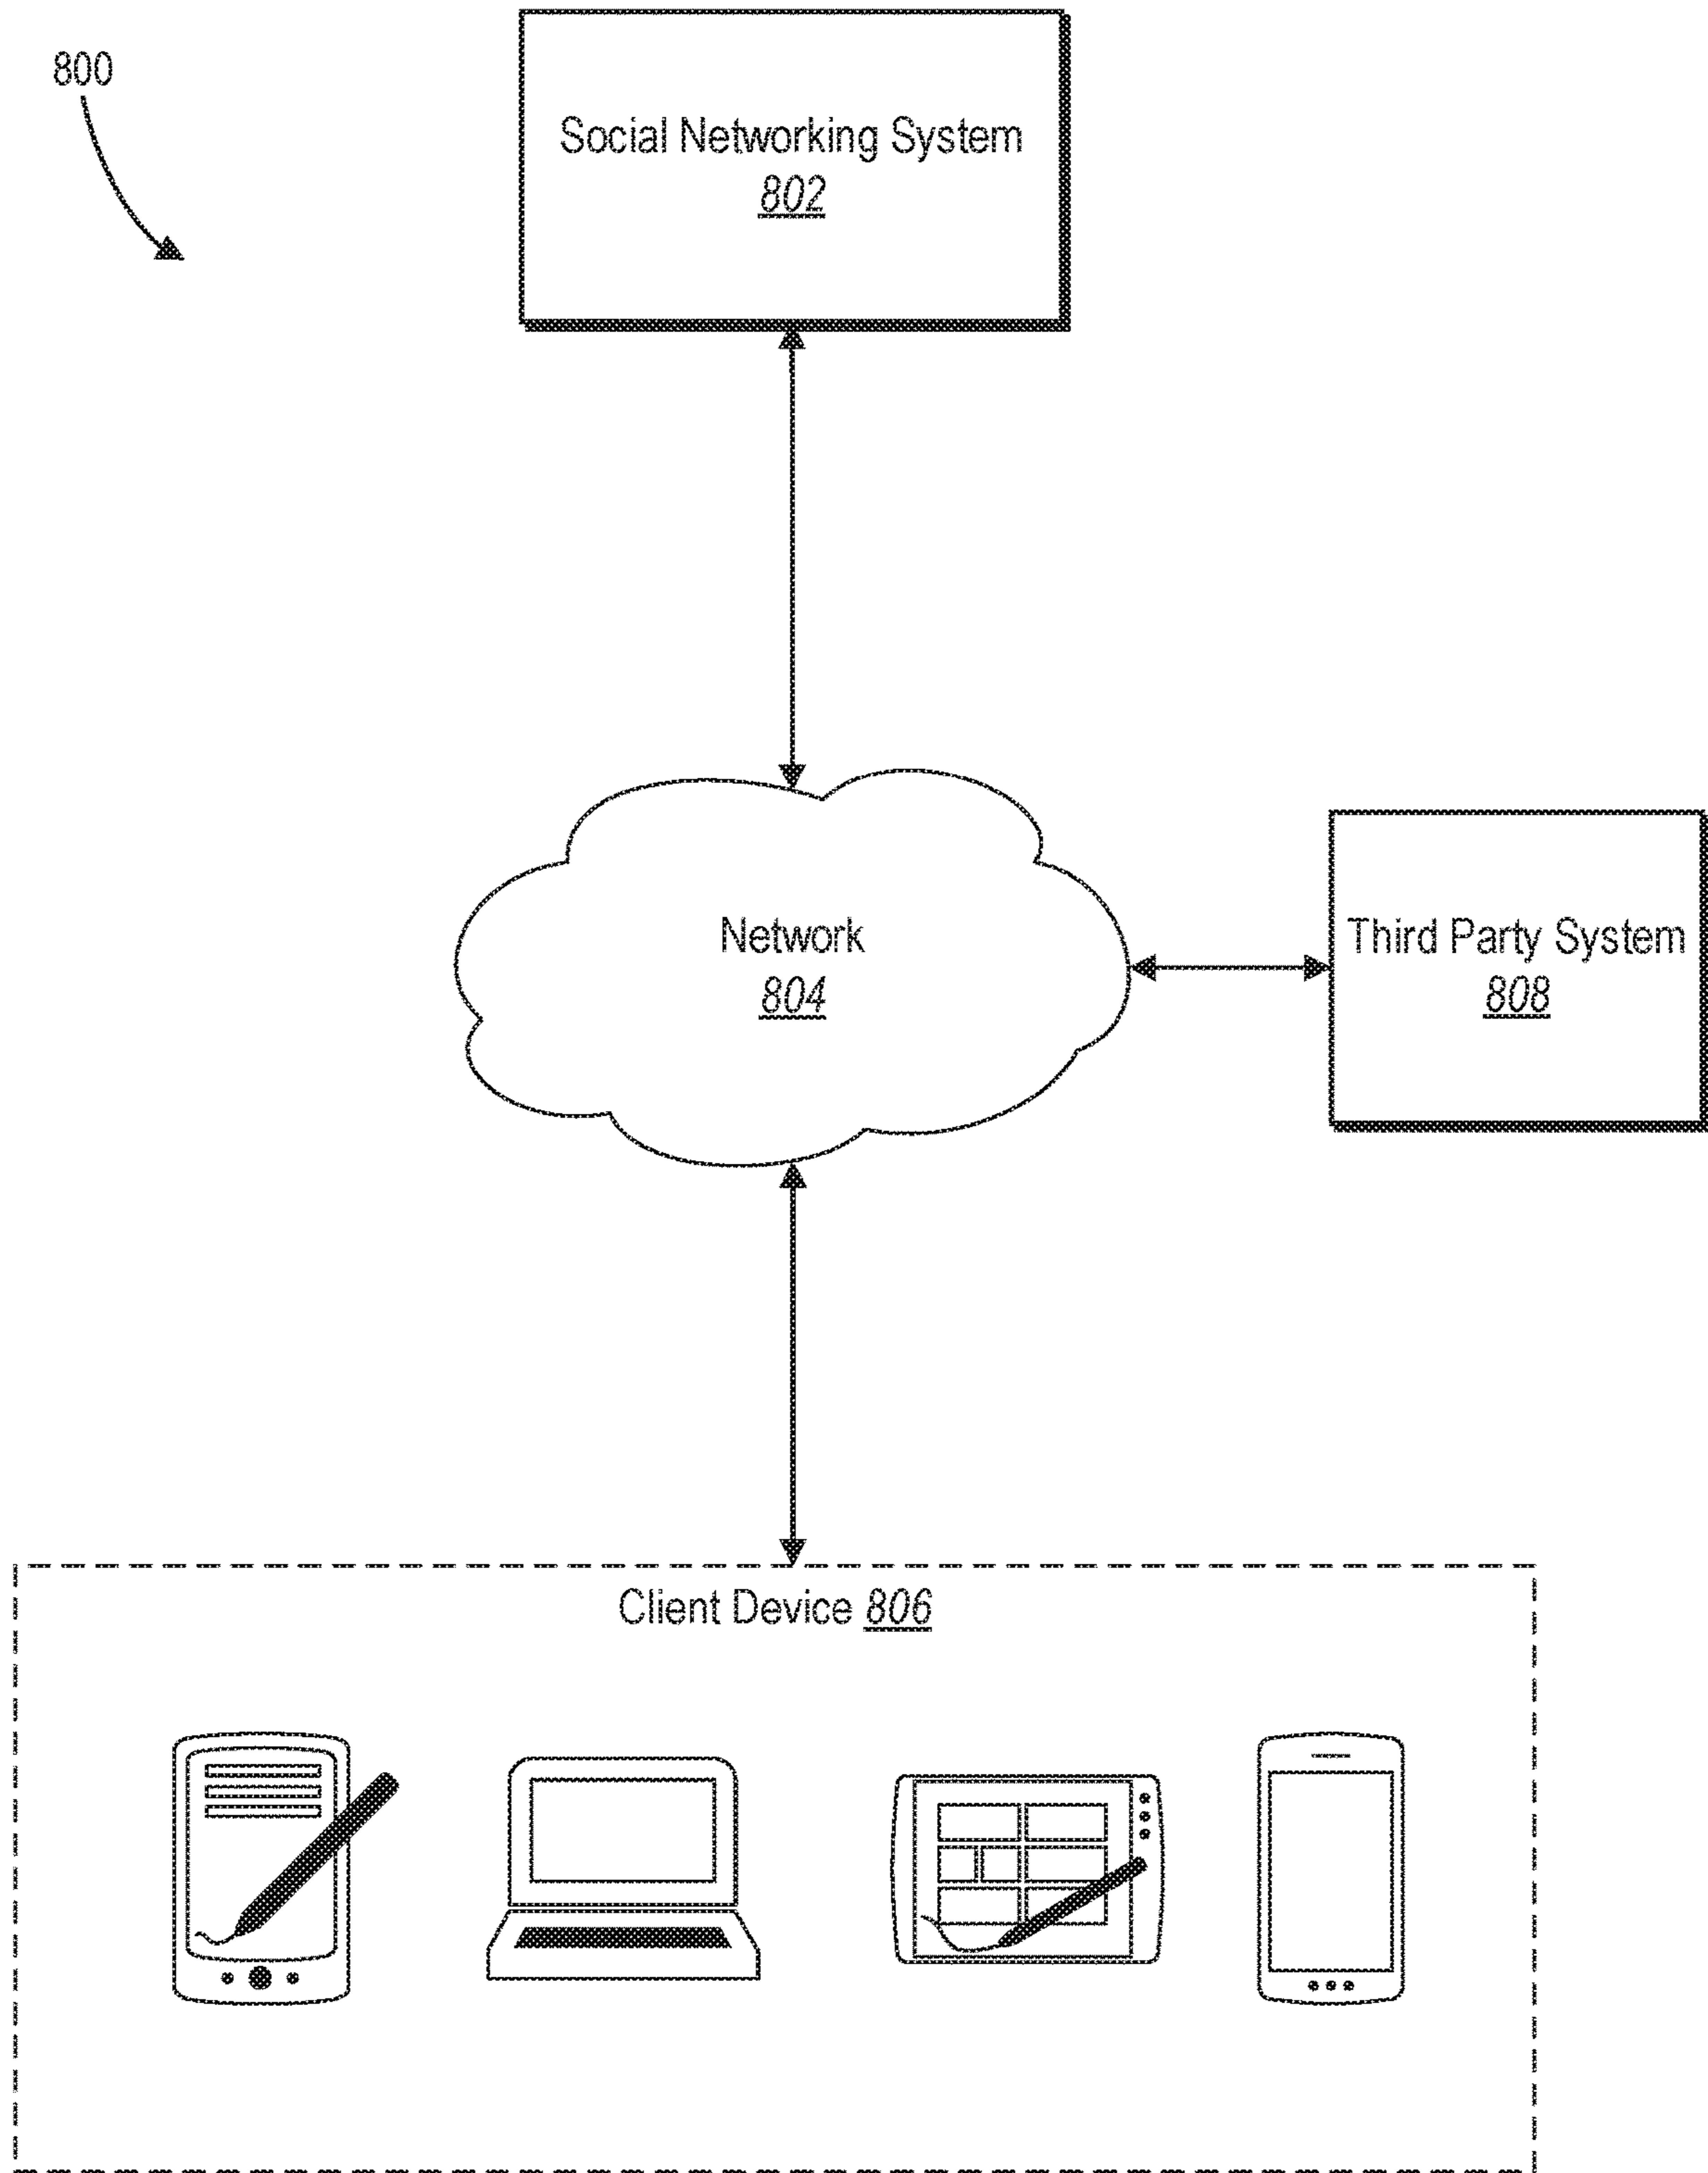 800
Social Networking System
802
Network
804
Third Party System
808
Client Device 806